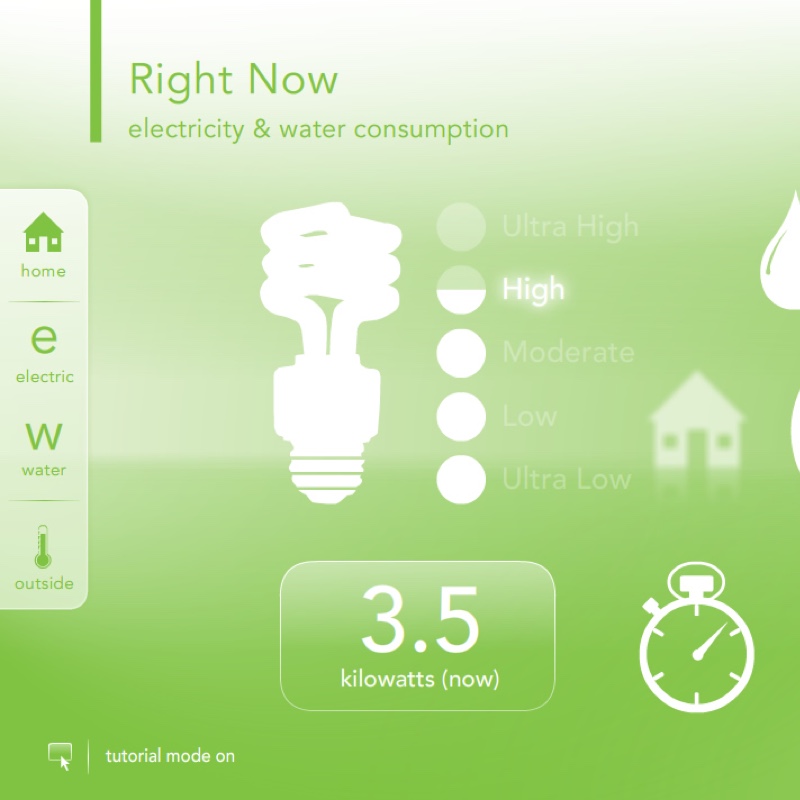 Right Now
electricity & water consumption
home
e
electric
w
water
outside
Ultra High
High
Moderate
Low
Ultra Low
3.5
kilowatts (now)
tutorial mode on